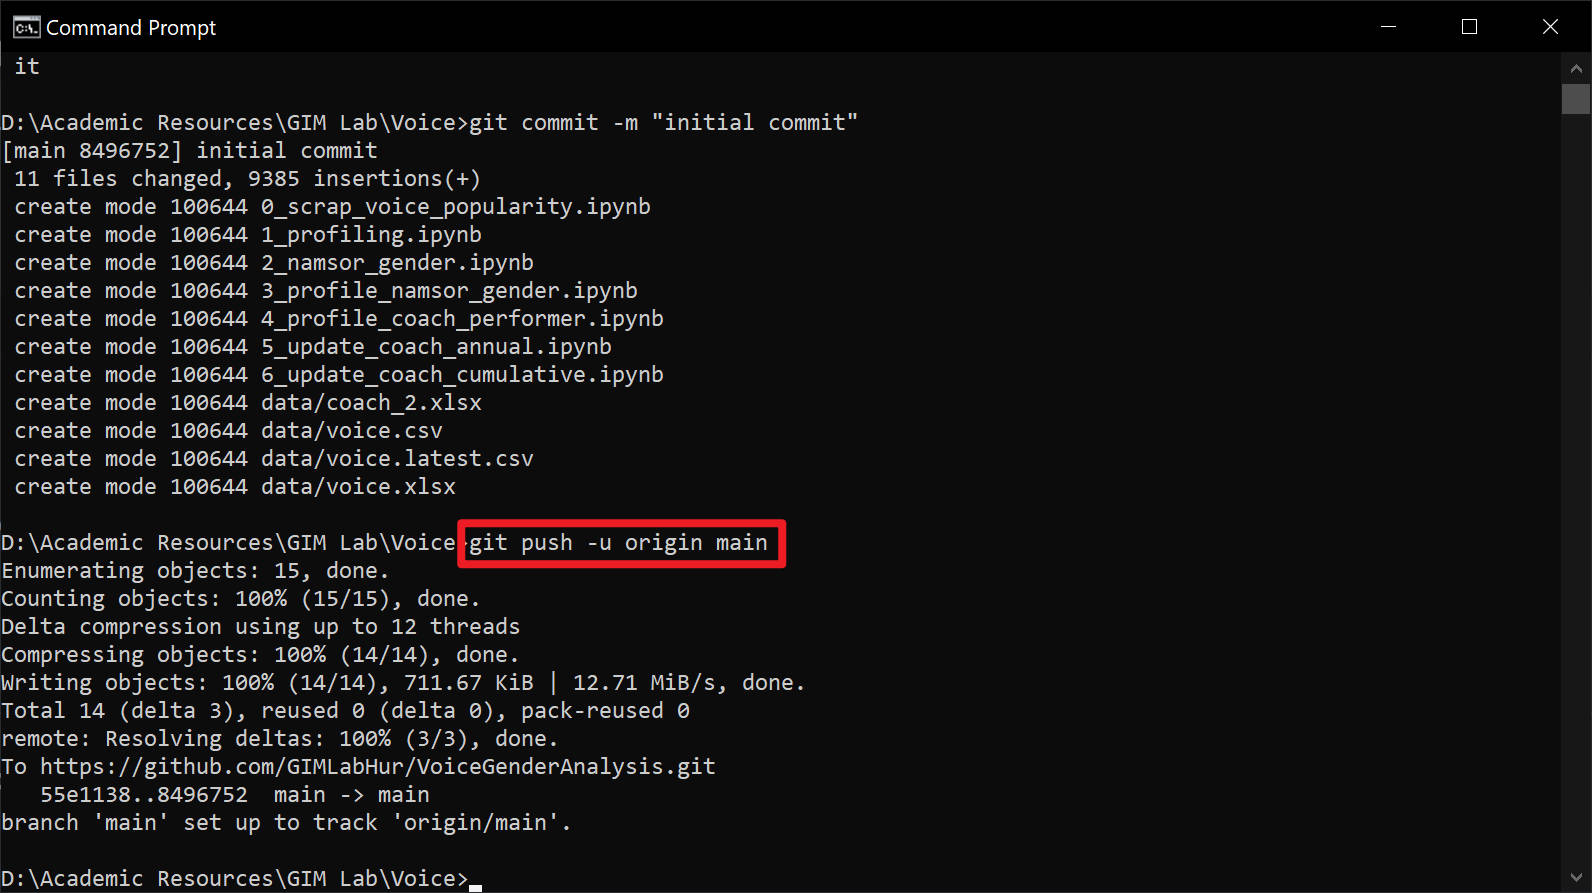 Command Prompt
it
D:\Academic Resources\GIM Lab\Voice>git commit -m "initial commit"
[main 8496752] initial commit
 11 files changed, 9385 insertions(+)
 create mode 100644 0_scrap_voice_popularity.ipynb
 create mode 100644 1_profiling.ipynb
 create mode 100644 2_namsor_gender.ipynb
 create mode 100644 3_profile_namsor_gender.ipynb
 create mode 100644 4_profile_coach_performer.ipynb
 create mode 100644 5_update_coach_annual.ipynb
 create mode 100644 6_update_coach_cumulative.ipynb
 create mode 100644 data/coach_2.xlsx
 create mode 100644 data/voice.csv
 create mode 100644 data/voice.latest.csv
 create mode 100644 data/voice.xlsx
D:\Academic Resources\GIM Lab\Voice>git push -u origin main
Enumerating objects: 15, done.
Counting objects: 100% (15/15), done.
Delta compression using up to 12 threads
Compressing objects: 100% (14/14), done.
Writing objects: 100% (14/14), 711.67 KiB | 12.71 MiB/s, done.
Total 14 (delta 3), reused 0 (delta 0), pack-reused 0
remote: Resolving deltas: 100% (3/3), done.
To https://github.com/GIMLabHur/VoiceGenderAnalysis.git
   55e1138..8496752  main -> main
branch 'main' set up to track 'origin/main'.
D:\Academic Resources\GIM Lab\Voice>